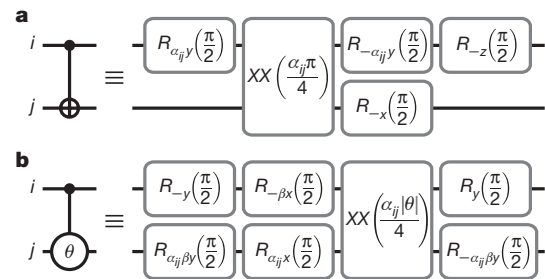 a
i R_{α_{ij}y}(π/2) XX(α_{ij}π/4) R_{-α_{ij}y}(π/2) R_{-z}(π/2)
≡
j R_{-x}(π/2)
b
i R_{-y}(π/2) R_{-βx}(π/2) XX(α_{ij}|θ|/4) R_y(π/2)
≡
j θ R_{α_{ij}βy}(π/2) R_{α_{ij}x}(π/2) R_{-α_{ij}βy}(π/2)